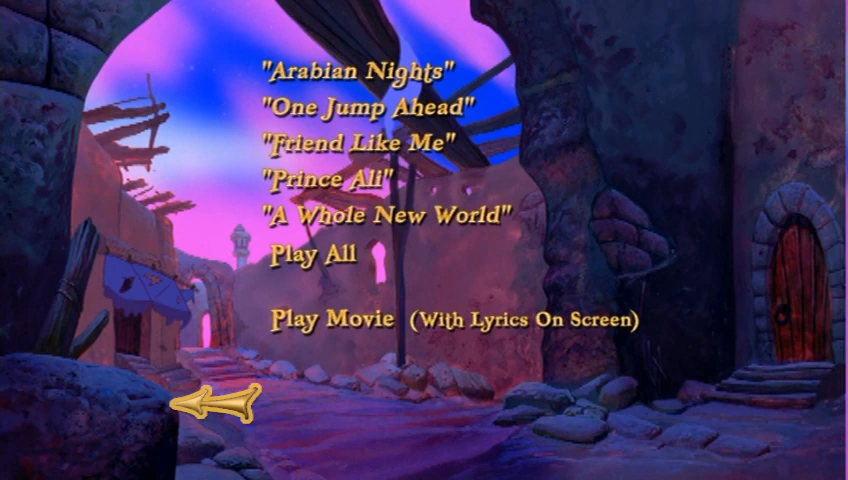 "Arabian Nights"
"One Jump Ahead"
"Friend Like Me"
"Prince Ali"
"A Whole New World"
Play All
Play Movie (With Lyrics On Screen)